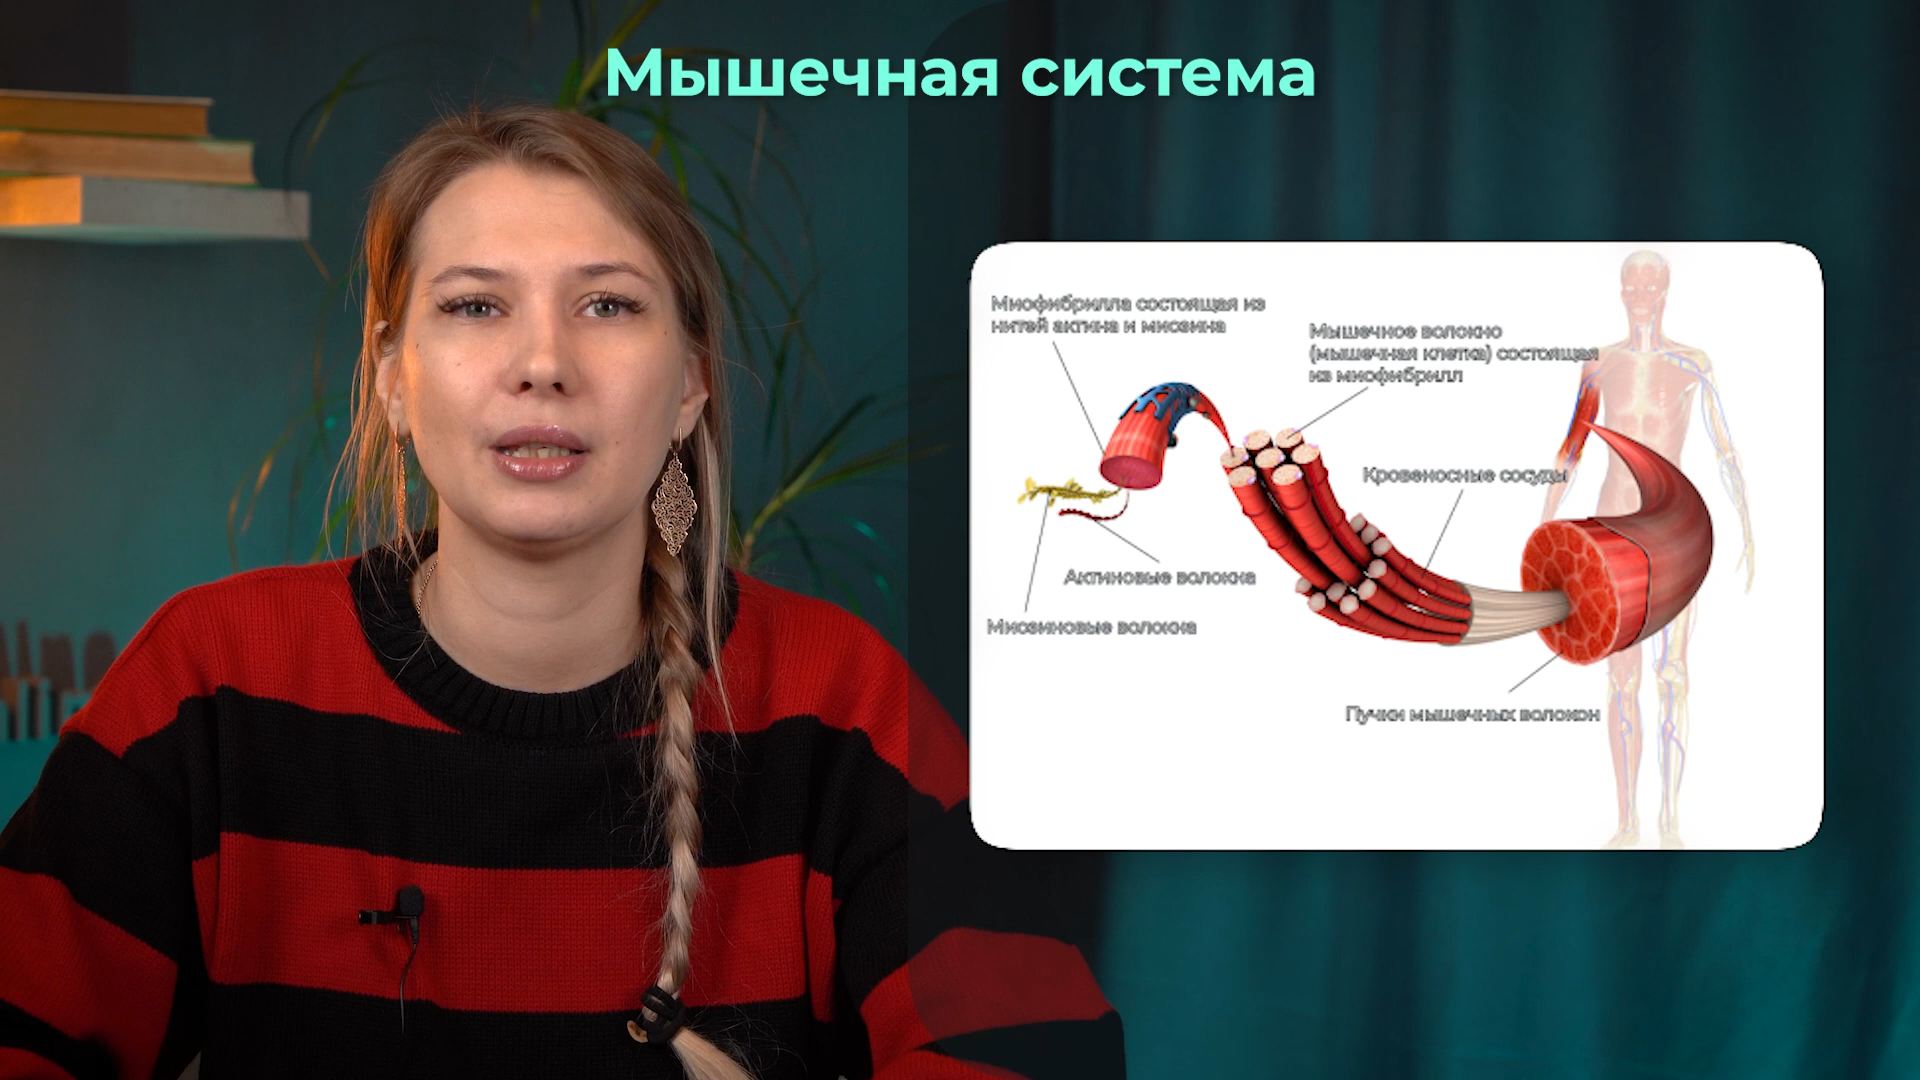 Мышечная система
Миофибрилла состоящая из
нитей актина и миозина
Мышечное волокно
(мышечная клетка) состоящая
из миофибрилл
Кровеносные сосуды
Актиновые волокна
Миозиновые волокна
Пучки мышечных волокон